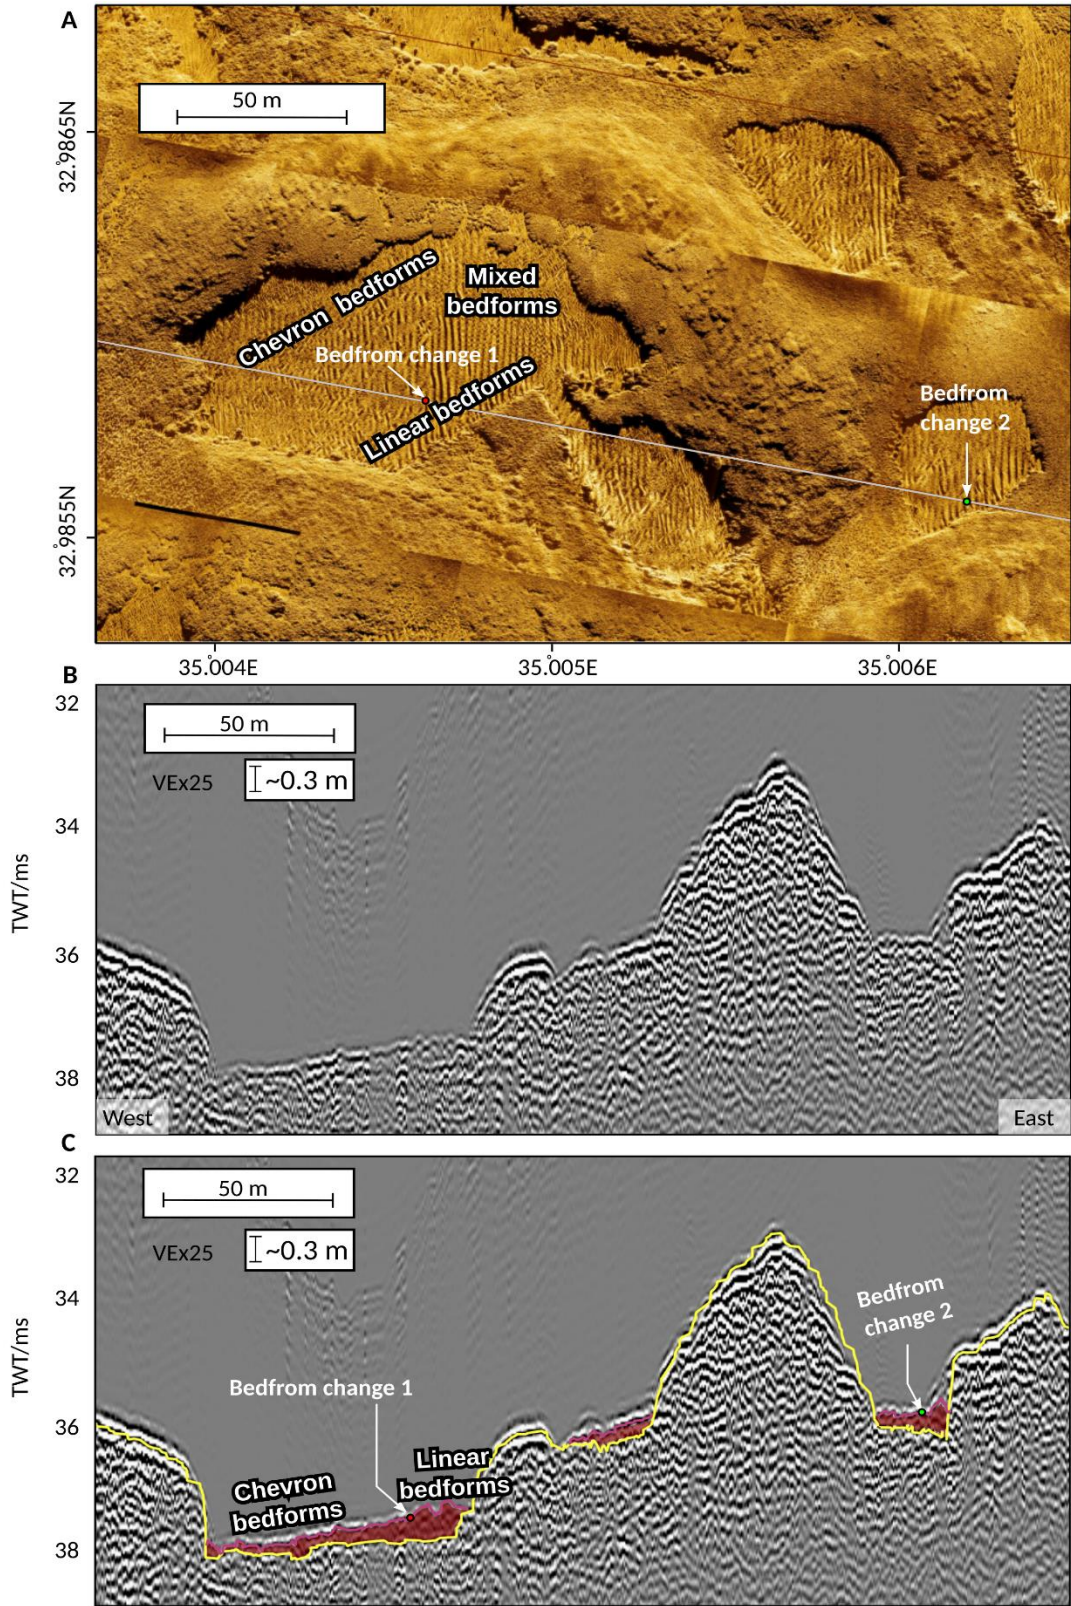 A
50 m
32.°9865N
Chevron bedforms
Mixed
bedforms
Bedfrom change 1
Linear bedforms
Bedfrom
change 2
32.°9855N
35.°004E
35.°005E
35.°006E
B
32
50 m
VEx25
~0.3 m
34
TWT/ms
36
38
West
East
C
32
50 m
VEx25
~0.3 m
34
TWT/ms
Bedfrom
change 2
Bedfrom change 1
36
Linear
bedforms
Chevron
bedforms
38